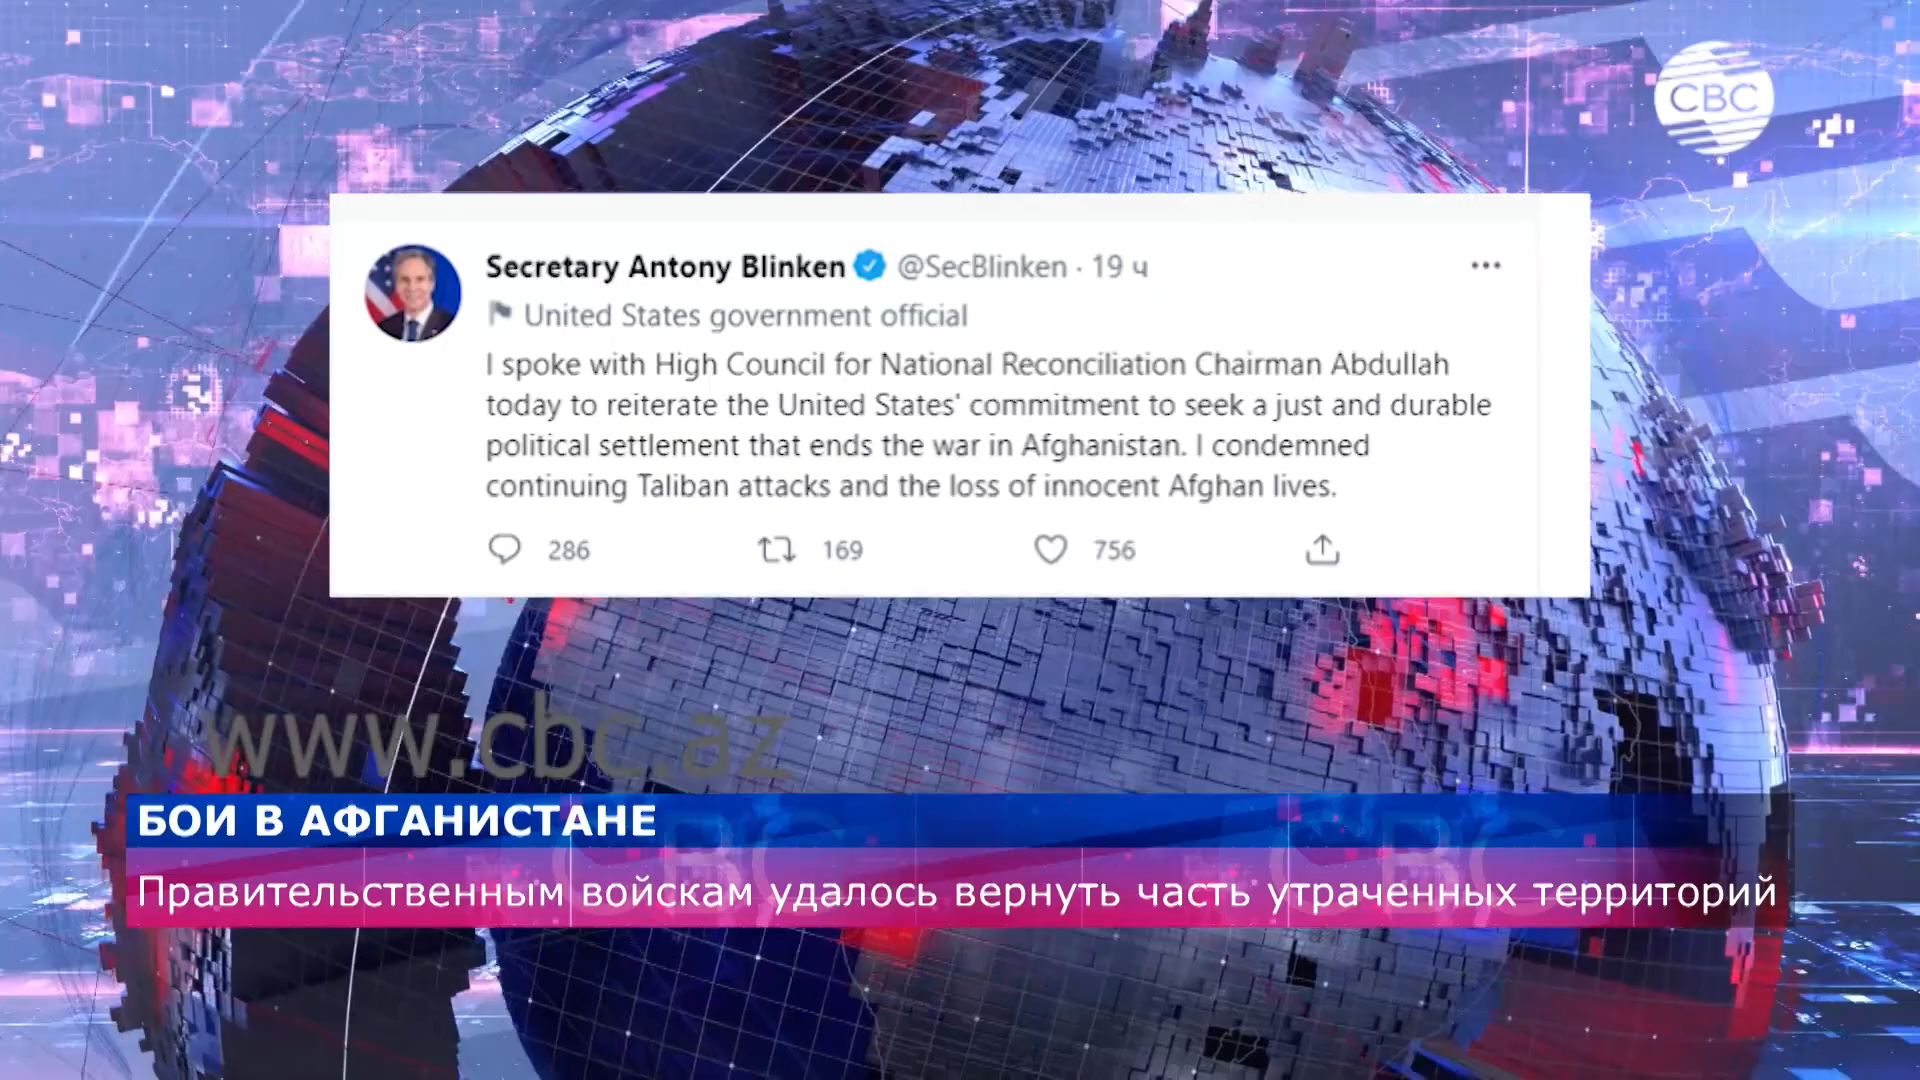 CBC
Secretary Antony Blinken @SecBlinken · 19 ч
United States government official
I spoke with High Council for National Reconciliation Chairman Abdullah
today to reiterate the United States' commitment to seek a just and durable
political settlement that ends the war in Afghanistan. I condemned
continuing Taliban attacks and the loss of innocent Afghan lives.
286 169 756
www.cbc.az
БОИ В АФГАНИСТАНЕ
Правительственным войскам удалось вернуть часть утраченных территорий